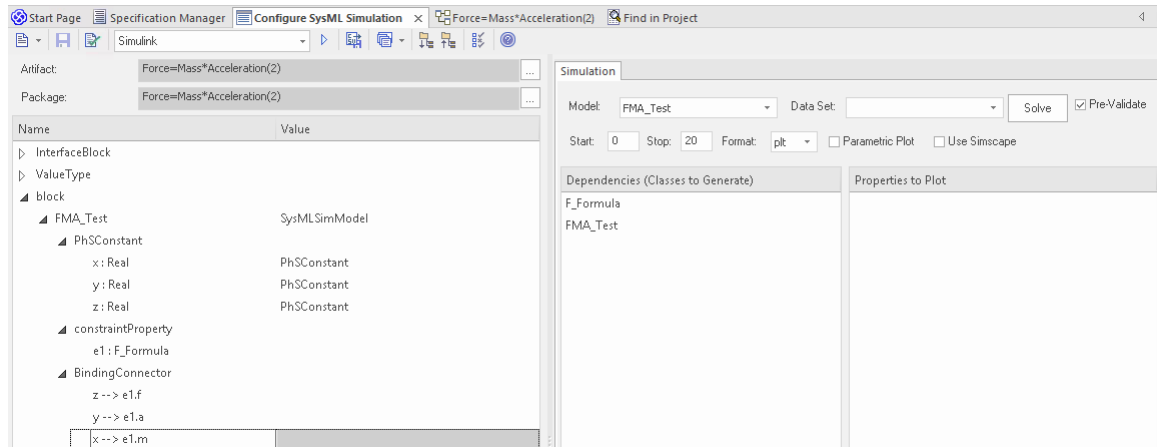 Start Page Specification Manager Configure SysML Simulation × Force=Mass*Acceleration(2) Find in Project
Simulink
Artifact: Force=Mass*Acceleration(2) ...
Package: Force=Mass*Acceleration(2) ...
Name Value
InterfaceBlock
ValueType
block
FMA_Test SysMLSimModel
PhSConstant
x : Real PhSConstant
y : Real PhSConstant
z : Real PhSConstant
constraintProperty
e1 : F_Formula
BindingConnector
z --> e1.f
y --> e1.a
x --> e1.m
Simulation
Model: FMA_Test Data Set: Solve Pre-Validate
Start: 0 Stop: 20 Format: plt Parametric Plot Use Simscape
Dependencies (Classes to Generate) Properties to Plot
F_Formula
FMA_Test